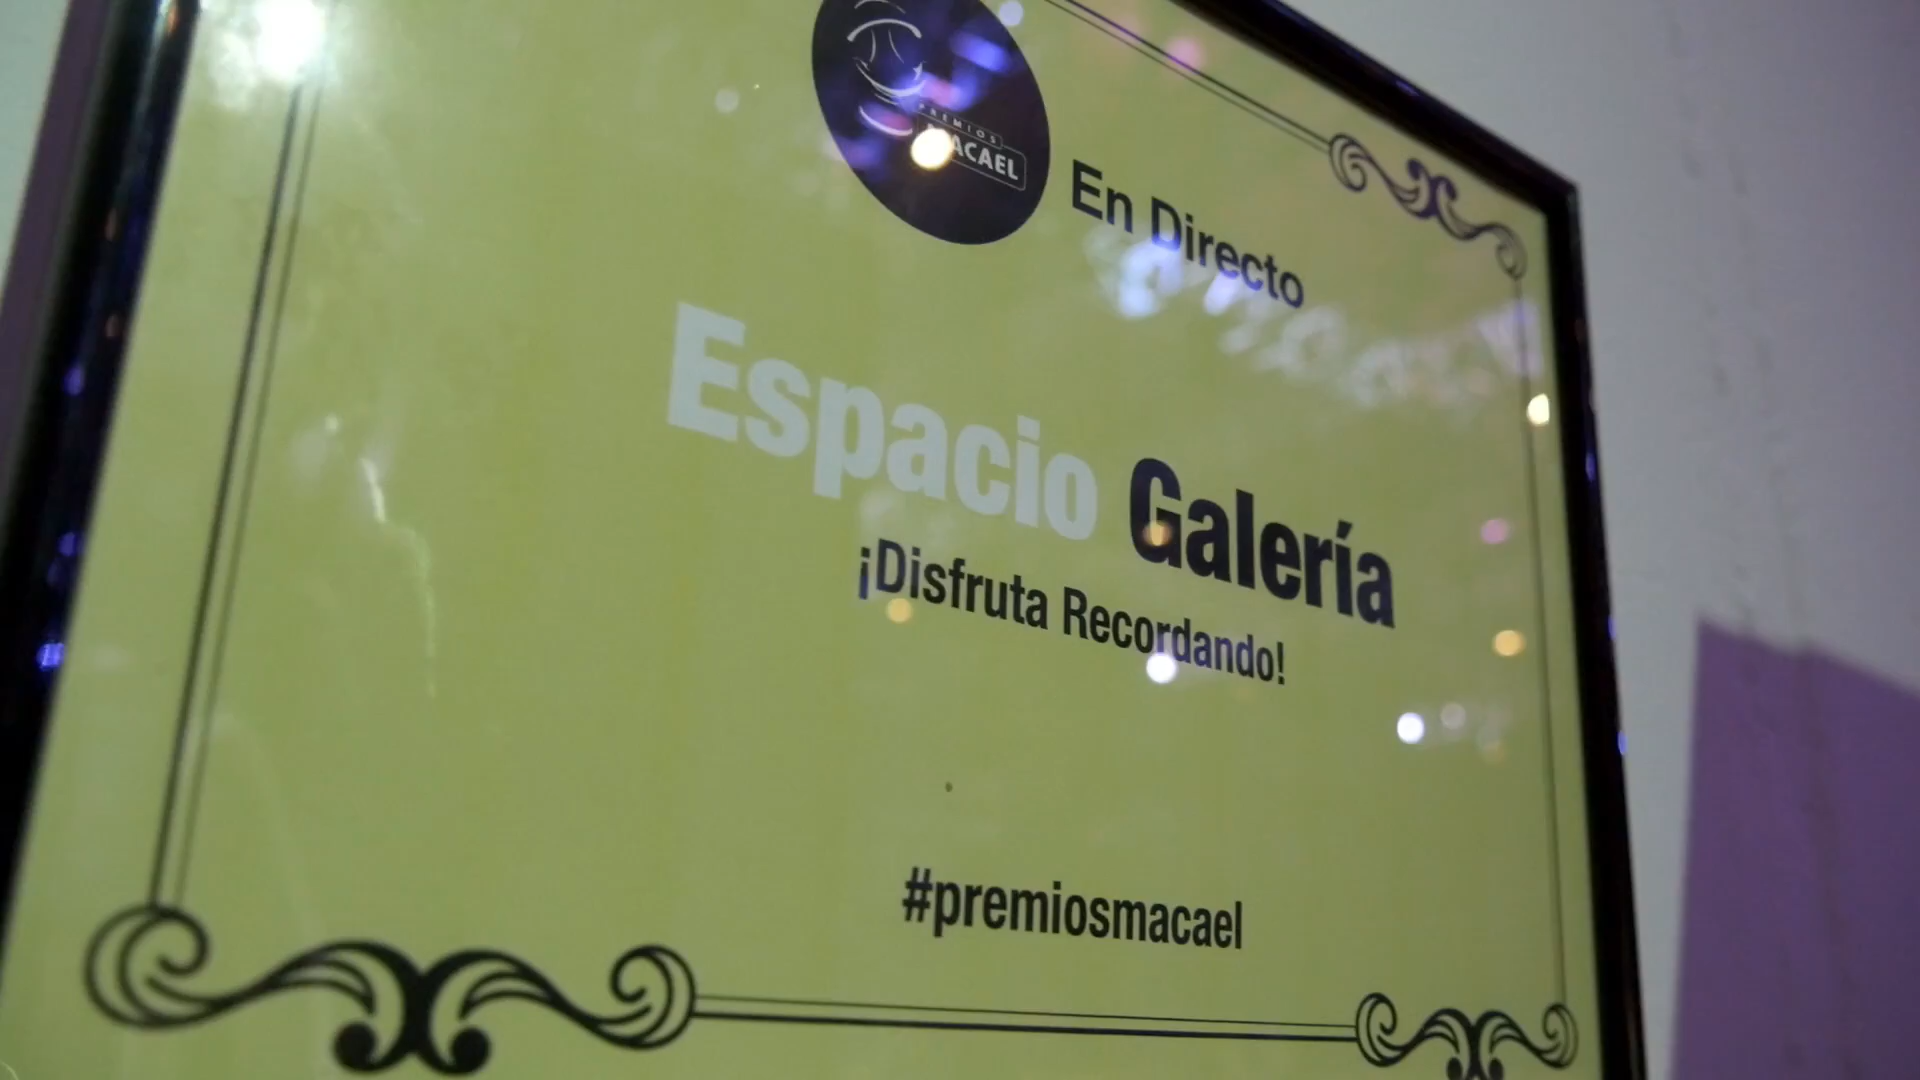 PREMIOS
MACAEL
En Directo
Espacio Galería
¡Disfruta Recordando!
#premiosmacael